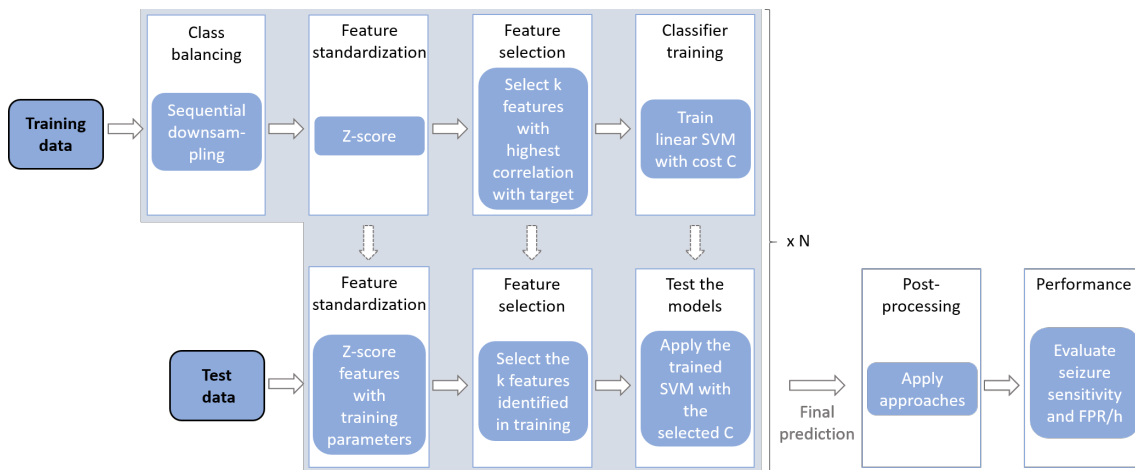 Class
balancing
Feature
standardization
Feature
selection
Classifier
training
Training
data
Sequential
downsam-
pling
Z-score
Select k
features
with
highest
correlation
with target
Train
linear SVM
with cost C
x N
Feature
standardization
Feature
selection
Test the
models
Post-
processing
Performance
Test
data
Z-score
features
with
training
parameters
Select the
k features
identified
in training
Apply the
trained
SVM with
the
selected C
Final
prediction
Apply
approaches
Evaluate
seizure
sensitivity
and FPR/h